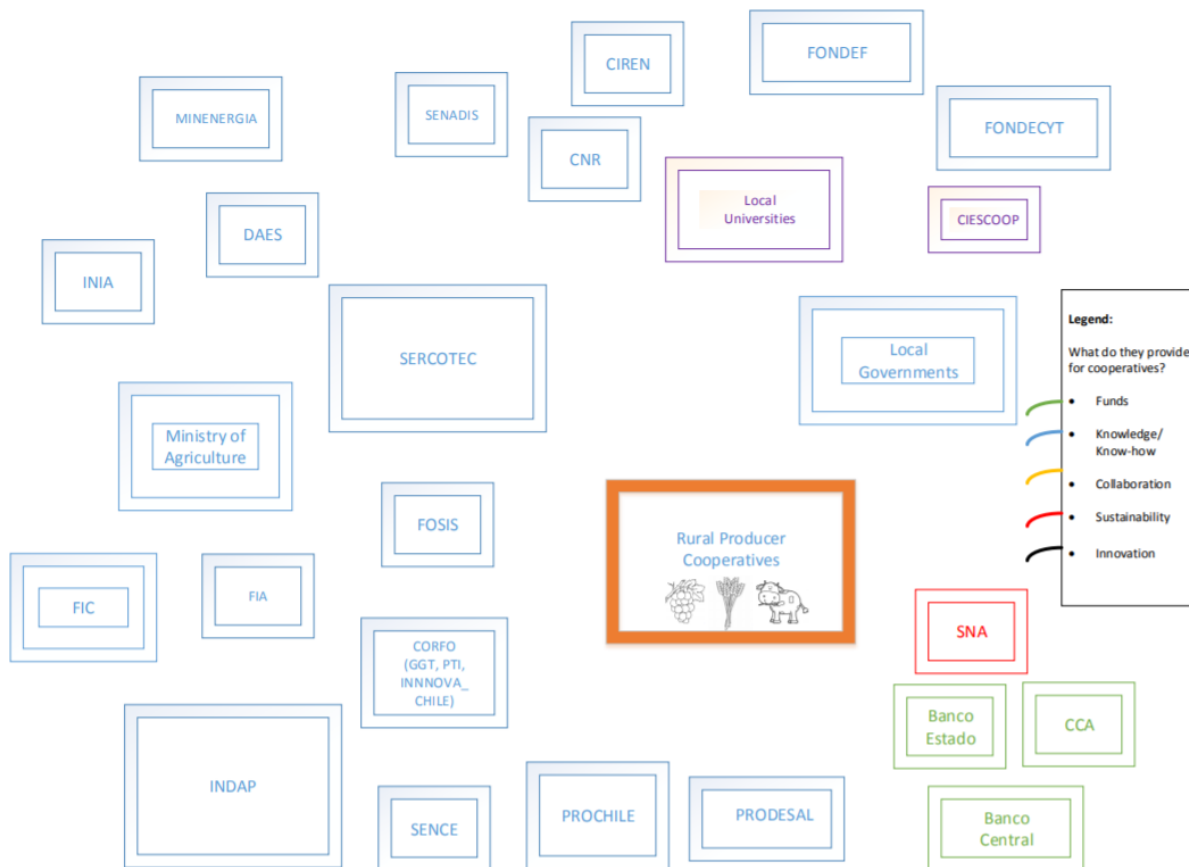 CIREN
FONDEF
MINENERGIA
SENADIS
FONDECYT
CNR
Local
Universities
CIESCOOP
DAES
INIA
SERCOTEC
Local
Governments
Legend:
What do they provide
for cooperatives?
• Funds
• Knowledge/
Know-how
• Collaboration
• Sustainability
• Innovation
Ministry of
Agriculture
FOSIS
Rural Producer
Cooperatives
FIC
FIA
SNA
CORFO
(GGT, PTI,
INNNOVA_
CHILE)
Banco
Estado
CCA
INDAP
SENCE
PROCHILE
PRODESAL
Banco
Central